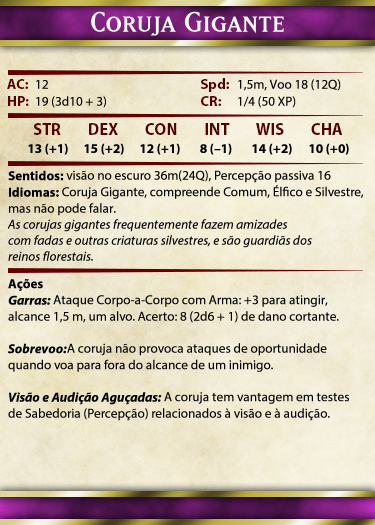 Coruja Gigante
AC: 12 Spd: 1,5m, Voo 18 (12Q)
HP: 19 (3d10 + 3) CR: 1/4 (50 XP)
STR DEX CON INT WIS CHA
13 (+1) 15 (+2) 12 (+1) 8 (–1) 14 (+2) 10 (+0)
Sentidos: visão no escuro 36m(24Q), Percepção passiva 16
Idiomas: Coruja Gigante, compreende Comum, Élfico e Silvestre,
mas não pode falar.
As corujas gigantes frequentemente fazem amizades
com fadas e outras criaturas silvestres, e são guardiãs dos
reinos florestais.
Ações
Garras: Ataque Corpo-a-Corpo com Arma: +3 para atingir,
alcance 1,5 m, um alvo. Acerto: 8 (2d6 + 1) de dano cortante.
Sobrevoo:A coruja não provoca ataques de oportunidade
quando voa para fora do alcance de um inimigo.
Visão e Audição Aguçadas: A coruja tem vantagem em testes
de Sabedoria (Percepção) relacionados à visão e à audição.